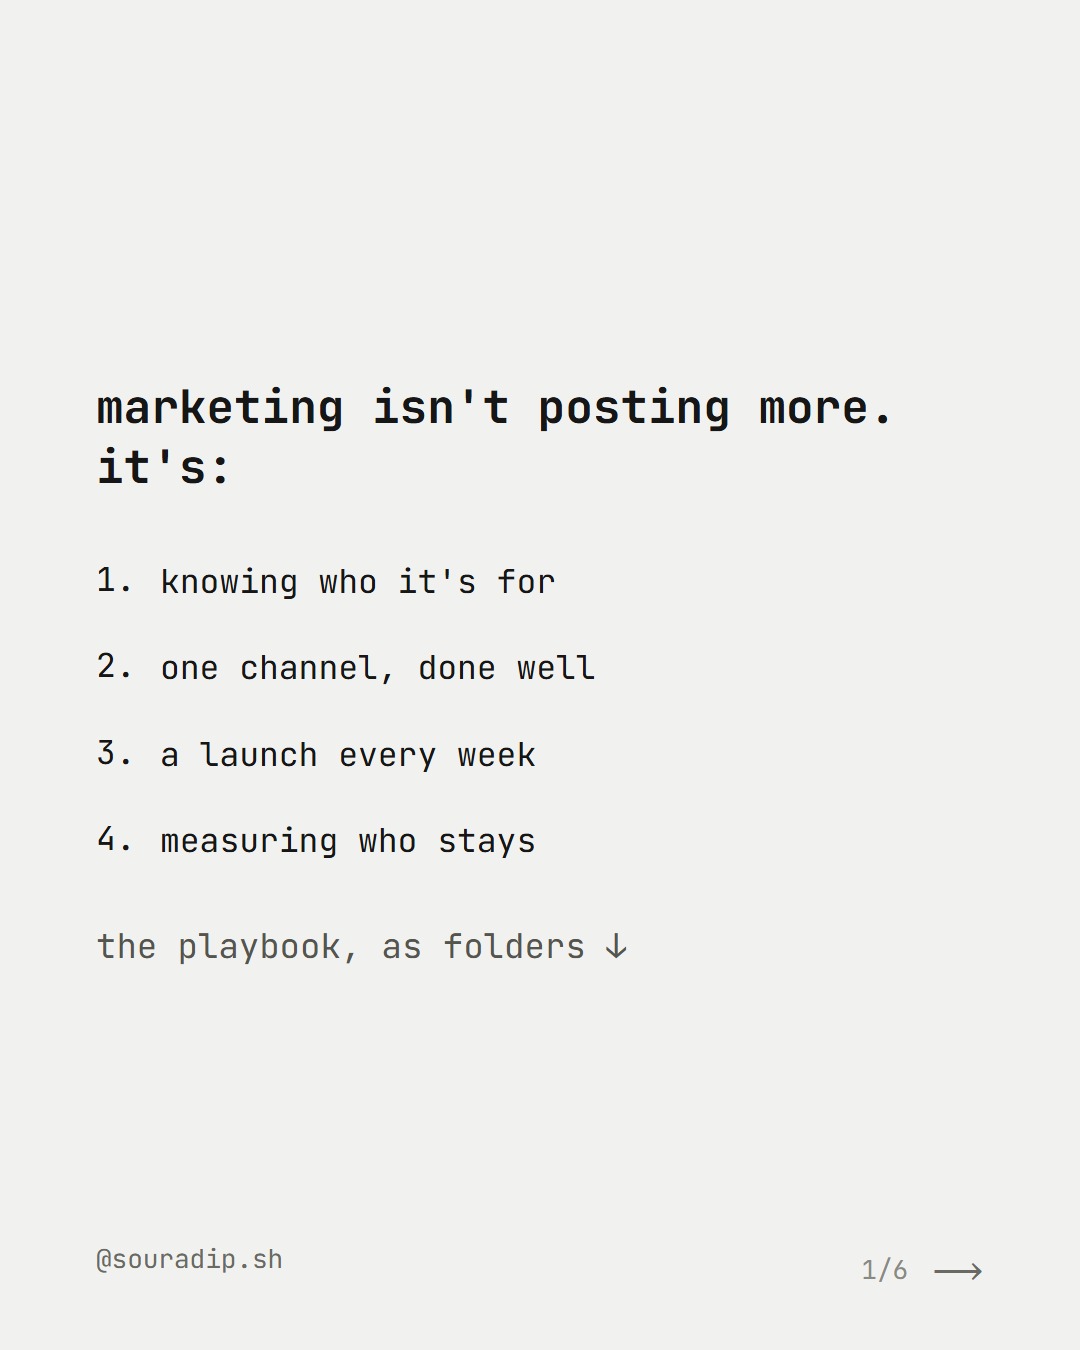 marketing isn't posting more.
it's:
1. knowing who it's for
2. one channel, done well
3. a launch every week
4. measuring who stays
the playbook, as folders ↓
@souradip.sh
1/6 ⟶